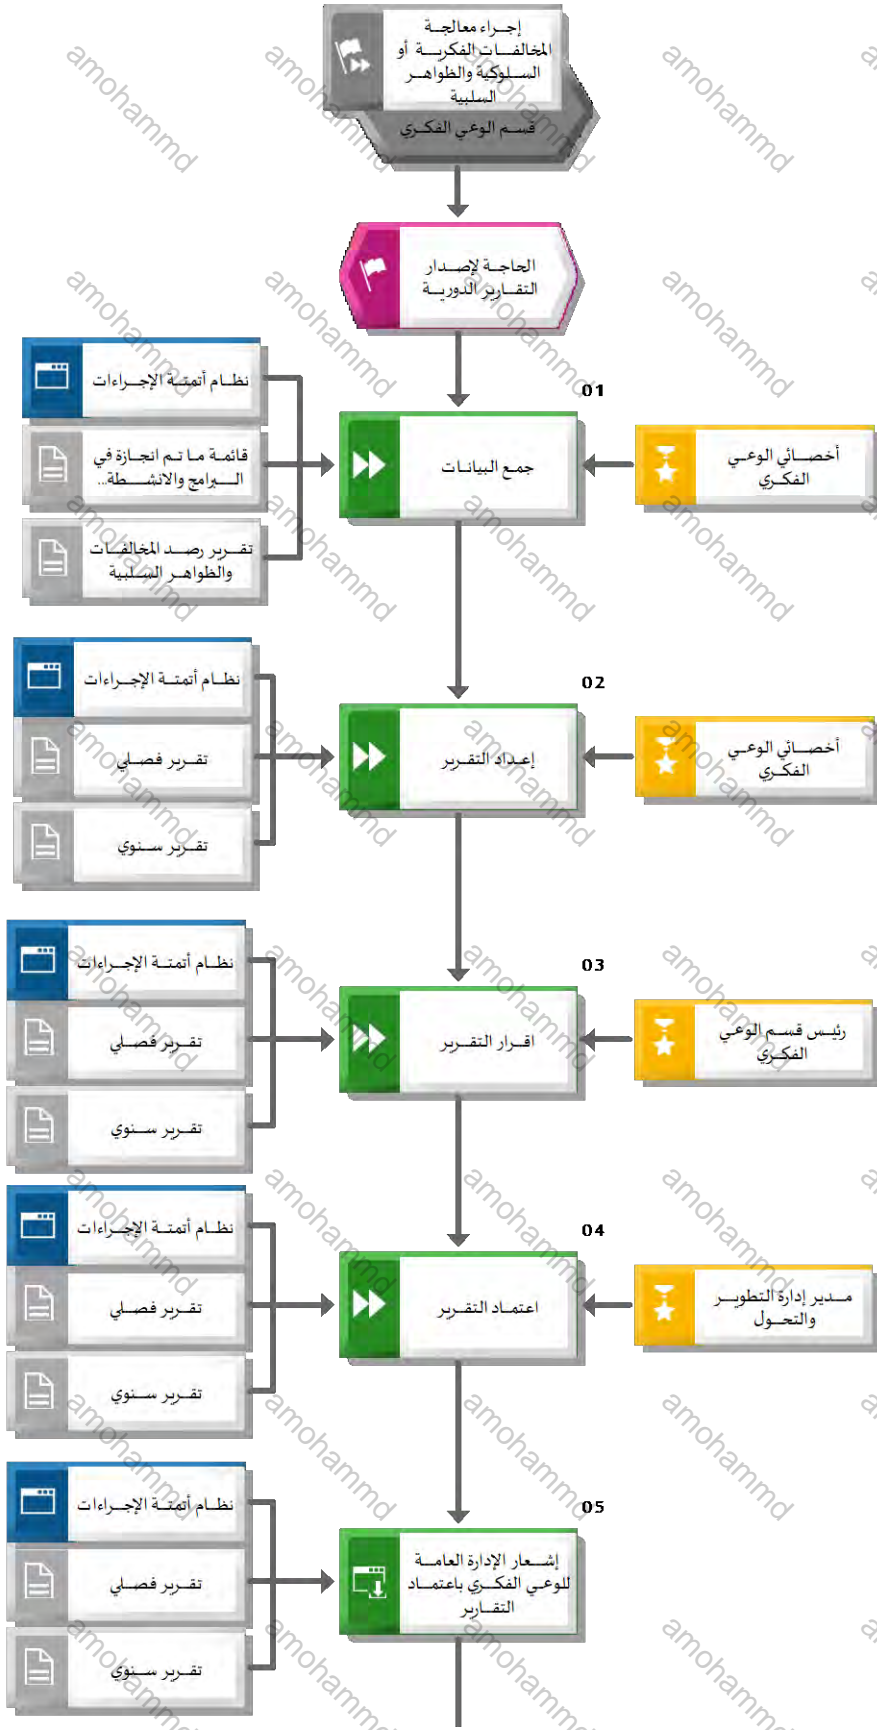 إجراء معالجة
المخالفات الفكرية أو
السلوكية والظواهر
السلبية
قسم الوعي الفكري
الحاجة لإصدار
التقارير الدورية
01
نظام أتمتة الإجراءات
قائمة ما تم انجازة في
البرامج والانشطة...
تقرير رصد المخالفات
والظواهر السلبية
جمع البيانات
أخصائي الوعي
الفكري
02
نظام أتمتة الإجراءات
تقرير فصلي
تقرير سنوي
إعداد التقرير
أخصائي الوعي
الفكري
03
نظام أتمتة الإجراءات
تقرير فصلي
تقرير سنوي
اقرار التقرير
رئيس قسم الوعي
الفكري
04
نظام أتمتة الإجراءات
تقرير فصلي
تقرير سنوي
اعتماد التقرير
مدير إدارة التطوير
والتحول
05
نظام أتمتة الإجراءات
تقرير فصلي
تقرير سنوي
إشعار الإدارة العامة
للوعي الفكري باعتماد
التقارير
amohammd